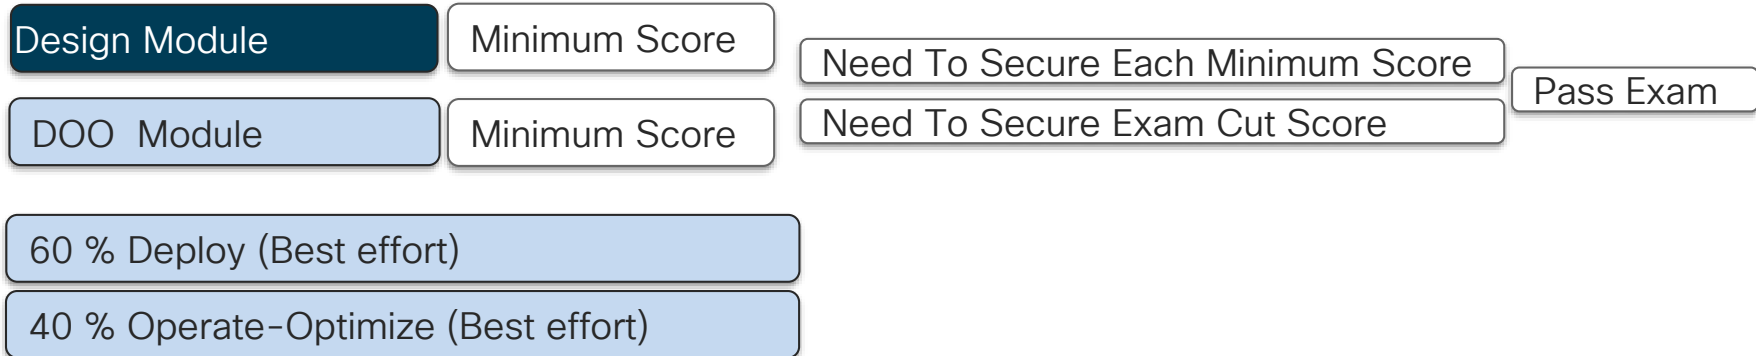 Design Module
Minimum Score
Need To Secure Each Minimum Score
Pass Exam
DOO Module
Minimum Score
Need To Secure Exam Cut Score
60 % Deploy (Best effort)
40 % Operate-Optimize (Best effort)